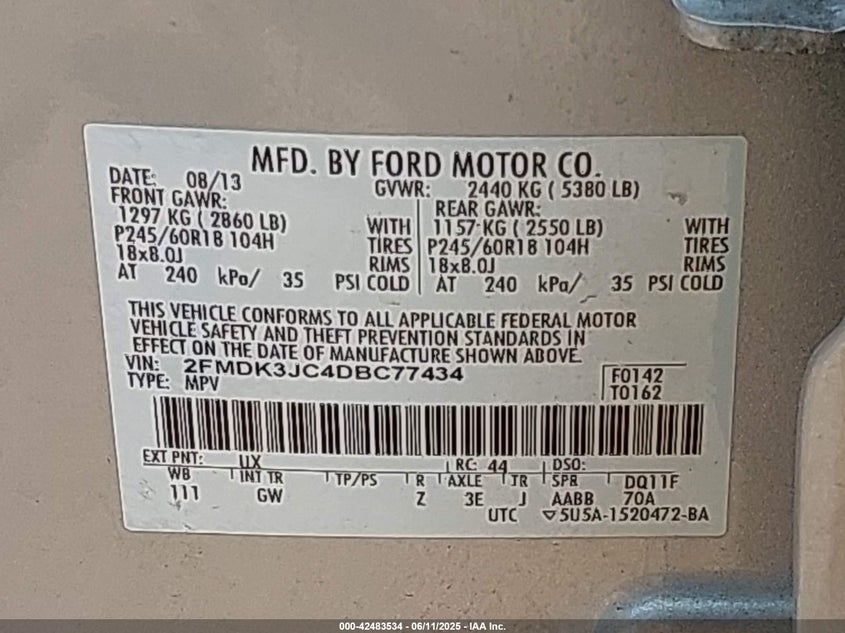 MFD. BY FORD MOTOR CO.
DATE: 08/13 GVWR: 2440 KG ( 5380 LB)
FRONT GAWR: REAR GAWR:
1297 KG ( 2860 LB) WITH 1157 KG ( 2550 LB) WITH
P245/60R18 104H TIRES P245/60R18 104H TIRES
18x8.0J RIMS 18x8.0J RIMS
AT 240 kPa/ 35 PSI COLD AT 240 kPa/ 35 PSI COLD
THIS VEHICLE CONFORMS TO ALL APPLICABLE FEDERAL MOTOR
VEHICLE SAFETY AND THEFT PREVENTION STANDARDS IN
EFFECT ON THE DATE OF MANUFACTURE SHOWN ABOVE.
VIN: 2FMDK3JC4DBC77434
TYPE: MPV
F0142
T0162
EXT PNT: UX RC: 44 DSO:
WB INT TR TP/PS R AXLE TR SPR DQ11F
111 GW Z 3E J AABB 70A
UTC ▽5U5A-1520472-BA
000-42483534 - 06/11/2025 - IAA Inc.